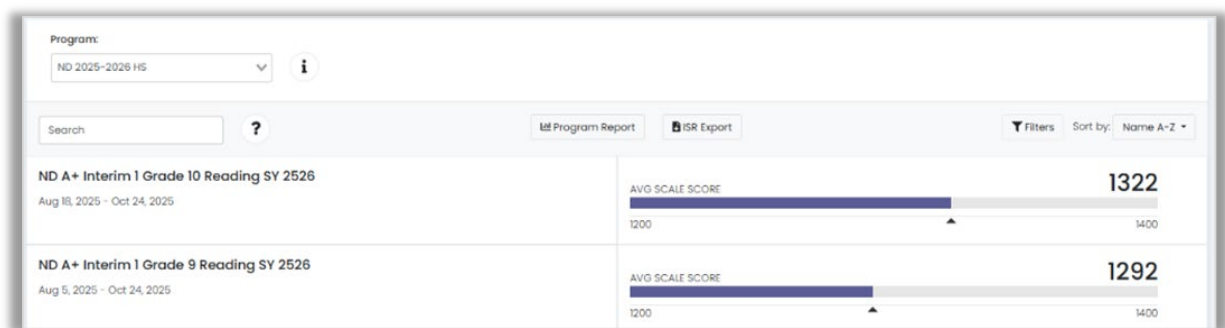 Program:
ND 2025-2026 HS
i
Search
?
Program Report
ISR Export
Filters
Sort by:
Name A-Z
ND A+ Interim 1 Grade 10 Reading SY 2526
Aug 18, 2025 - Oct 24, 2025
AVG SCALE SCORE
1322
1200
1400
ND A+ Interim 1 Grade 9 Reading SY 2526
Aug 5, 2025 - Oct 24, 2025
AVG SCALE SCORE
1292
1200
1400